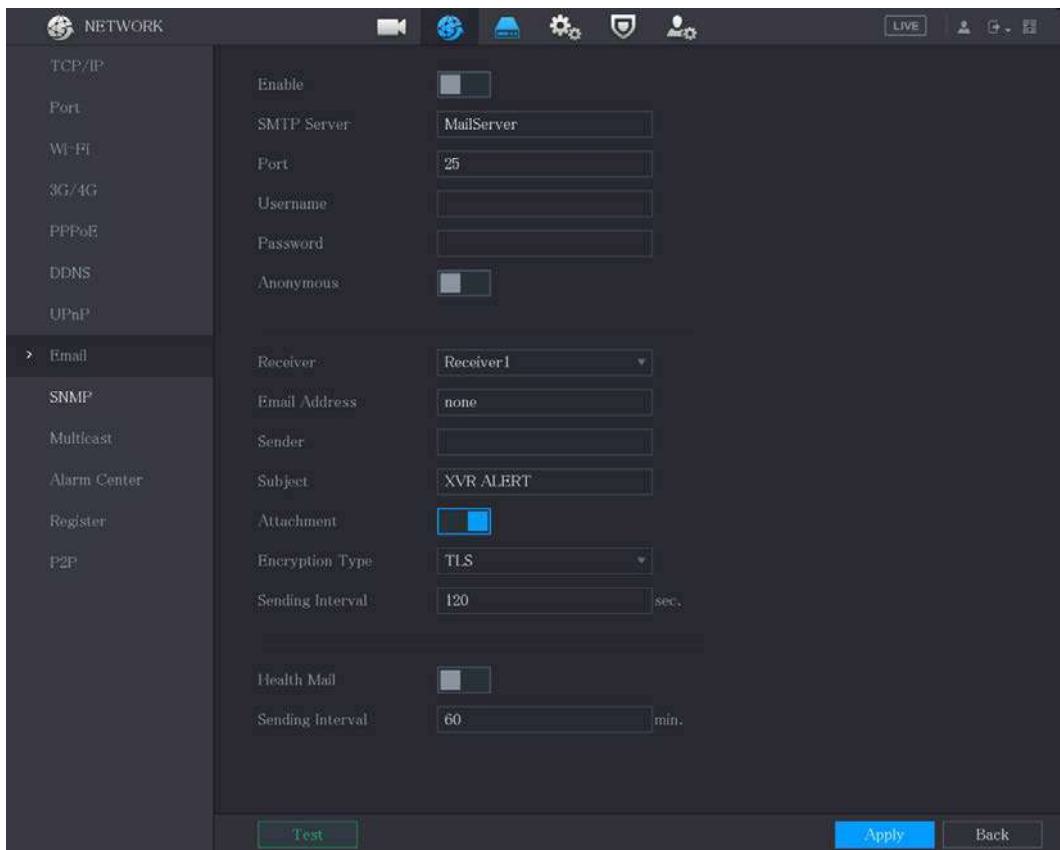 NETWORK
LIVE
TCP/IP
Port
Wi-Fi
3G/4G
PPPoE
DDNS
UPnP
Email
SNMP
Multicast
Alarm Center
Register
P2P
Enable
SMTP Server MailServer
Port 25
Username
Password
Anonymous
Receiver Receiver1
Email Address none
Sender
Subject XVR ALERT
Attachment
Encryption Type TLS
Sending Interval 120 sec.
Health Mail
Sending Interval 60 min.
Test Apply Back